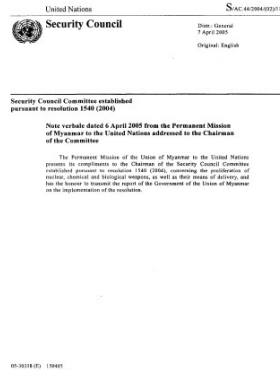 United Nations
S/AC.44/2004/(02)/1
Security Council
Distr.: General
7 April 2005
Original: English
Security Council Committee established
pursuant to resolution 1540 (2004)
Note verbale dated 6 April 2005 from the Permanent Mission
of Myanmar to the United Nations addressed to the Chairman
of the Committee
The Permanent Mission of the Union of Myanmar to the United Nations
presents its compliments to the Chairman of the Security Council Committee
established pursuant to resolution 1540 (2004), concerning the proliferation of
nuclear, chemical and biological weapons, as well as their means of delivery, and
has the honour to transmit the report of the Government of the Union of Myanmar
on the implementation of the resolution.
(E)